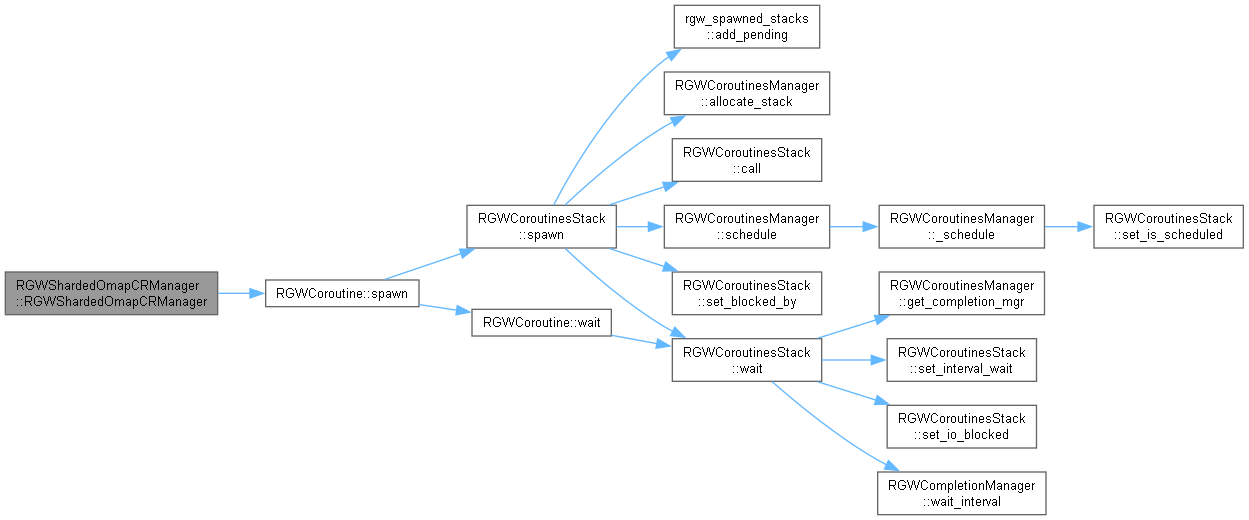 RGWShardedOmapCRManager
::RGWShardedOmapCRManager
RGWCoroutine::spawn
RGWCoroutinesStack
::spawn
RGWCoroutine::wait
rgw_spawned_stacks
::add_pending
RGWCoroutinesManager
::allocate_stack
RGWCoroutinesStack
::call
RGWCoroutinesManager
::schedule
RGWCoroutinesStack
::set_blocked_by
RGWCoroutinesStack
::wait
RGWCoroutinesManager
::_schedule
RGWCoroutinesStack
::set_is_scheduled
RGWCoroutinesManager
::get_completion_mgr
RGWCoroutinesStack
::set_interval_wait
RGWCoroutinesStack
::set_io_blocked
RGWCompletionManager
::wait_interval